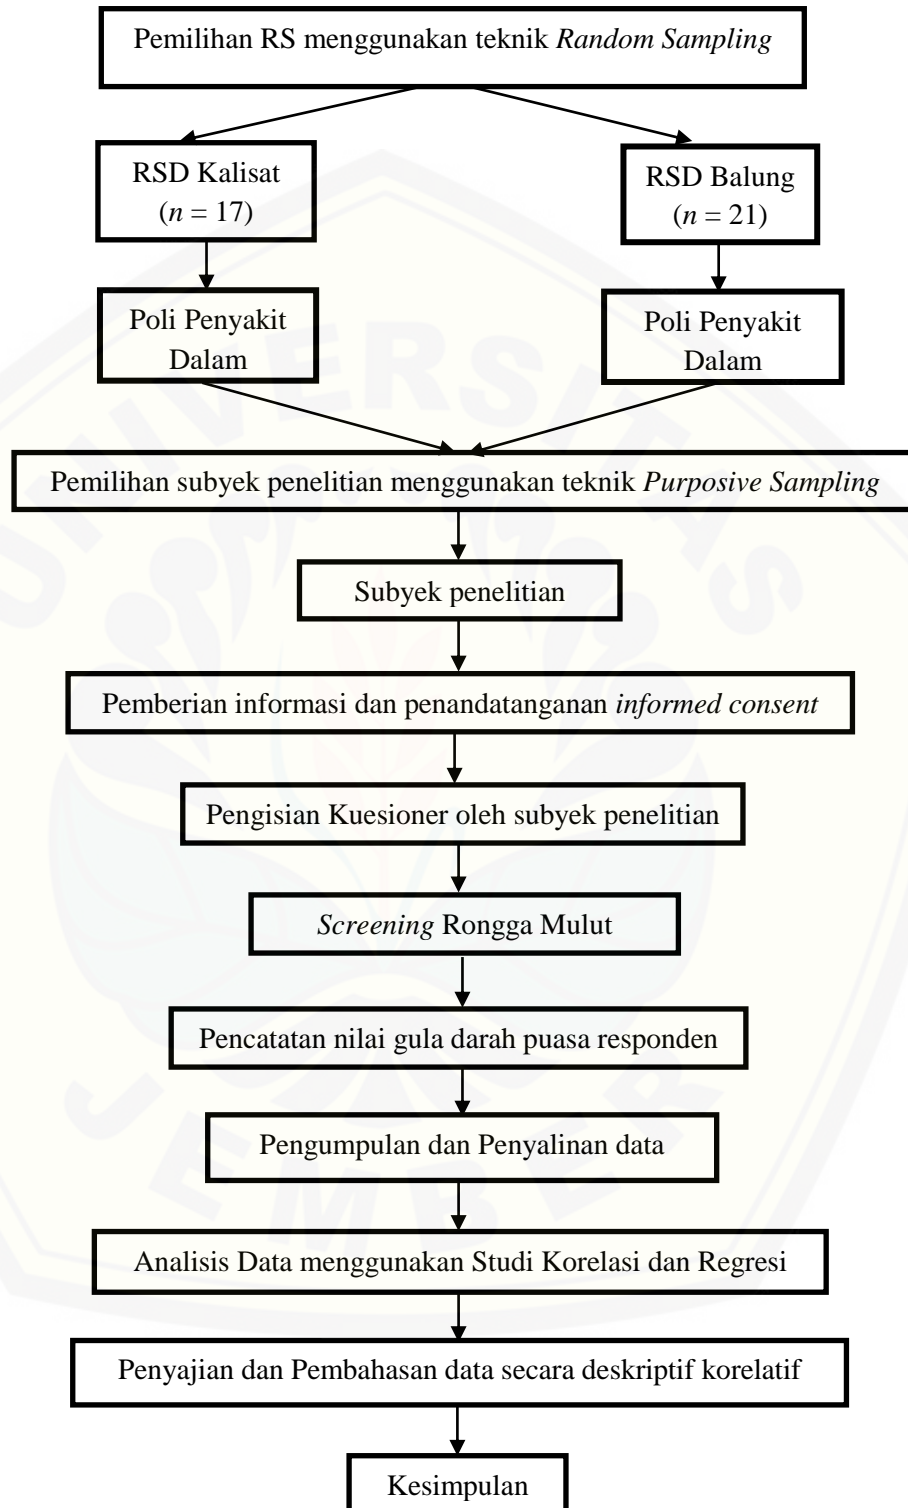 Pemilihan RS menggunakan teknik Random Sampling
RSD Kalisat
(n = 17)
RSD Balung
(n = 21)
Poli Penyakit
Dalam
Poli Penyakit
Dalam
Pemilihan subyek penelitian menggunakan teknik Purposive Sampling
Subyek penelitian
Pemberian informasi dan penandatanganan informed consent
Pengisian Kuesioner oleh subyek penelitian
Screening Rongga Mulut
Pencatatan nilai gula darah puasa responden
Pengumpulan dan Penyalinan data
Analisis Data menggunakan Studi Korelasi dan Regresi
Penyajian dan Pembahasan data secara deskriptif korelatif
Kesimpulan
UNIVERSITAS
JEMBER